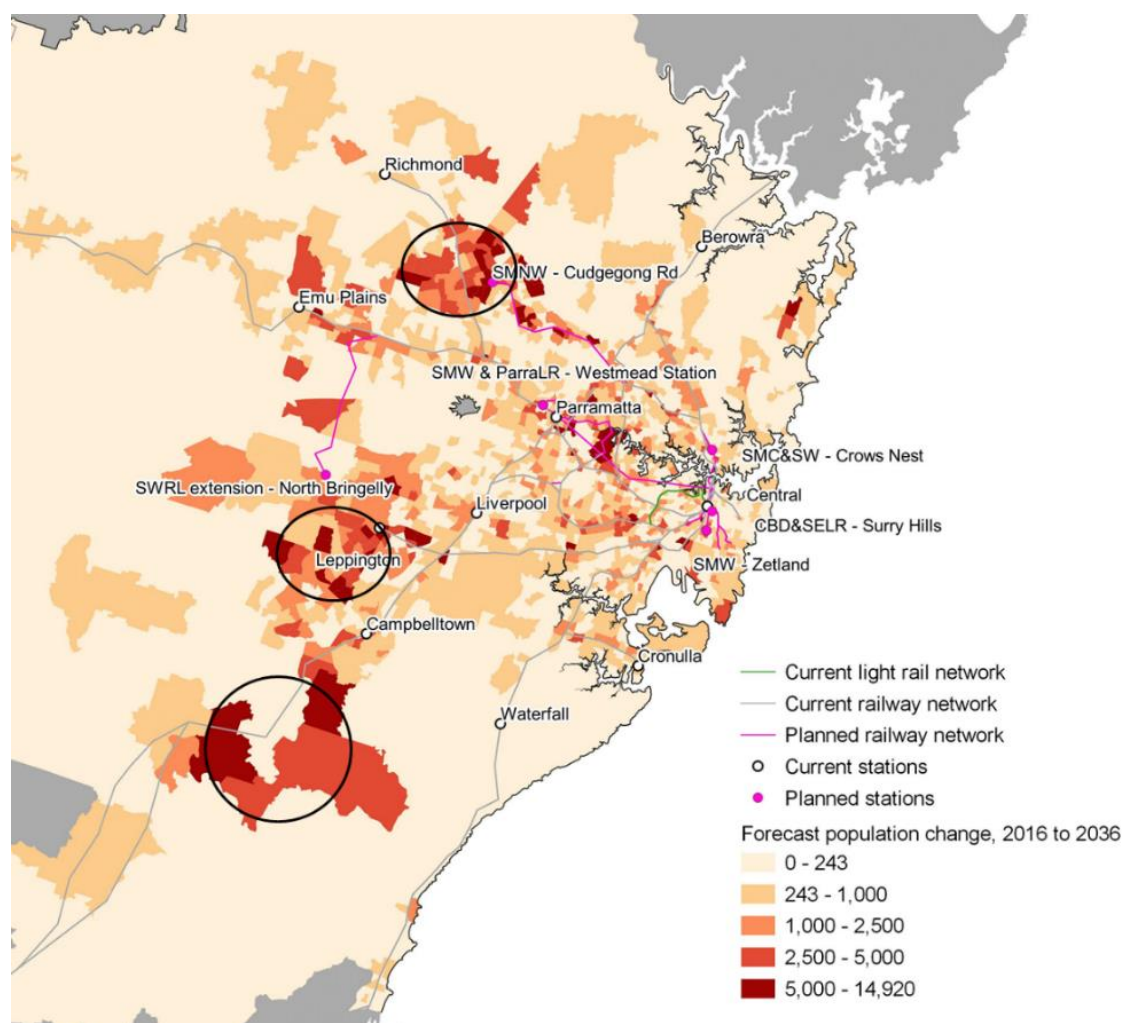 Richmond
Berowra
SMNW - Cudgegong Rd
Emu Plains
SMW & ParraLR - Westmead Station
Parramatta
SMC&SW - Crows Nest
SWRL extension - North Bringelly
Liverpool
Central
CBD&SELR - Surry Hills
Leppington
SMW - Zetland
Campbelltown
Cronulla
Waterfall
Current light rail network
Current railway network
Planned railway network
Current stations
Planned stations
Forecast population change, 2016 to 2036
0 - 243
243 - 1,000
1,000 - 2,500
2,500 - 5,000
5,000 - 14,920